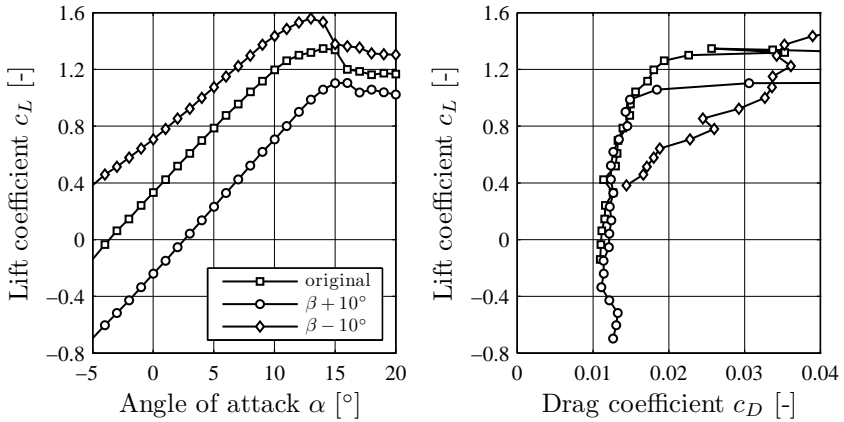 1.6
1.2
0.8
0.4
0
−0.4
−0.8
−5 0 5 10 15 20
Lift coefficient c_L [-]
Angle of attack α [°]
original
β + 10°
β − 10°
1.6
1.2
0.8
0.4
0
−0.4
−0.8
0 0.01 0.02 0.03 0.04
Lift coefficient c_L [-]
Drag coefficient c_D [-]